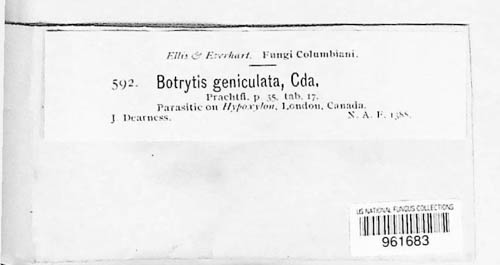 Ellis & Everhart. Fungi Columbiani.
592. Botrytis geniculata, Cda.
Prachtfl. p. 35, tab. 17.
Parasitic on Hypoxylon, London, Canada.
J. Dearness. N. A. F. 1388.
US NATIONAL FUNGUS COLLECTIONS
961683